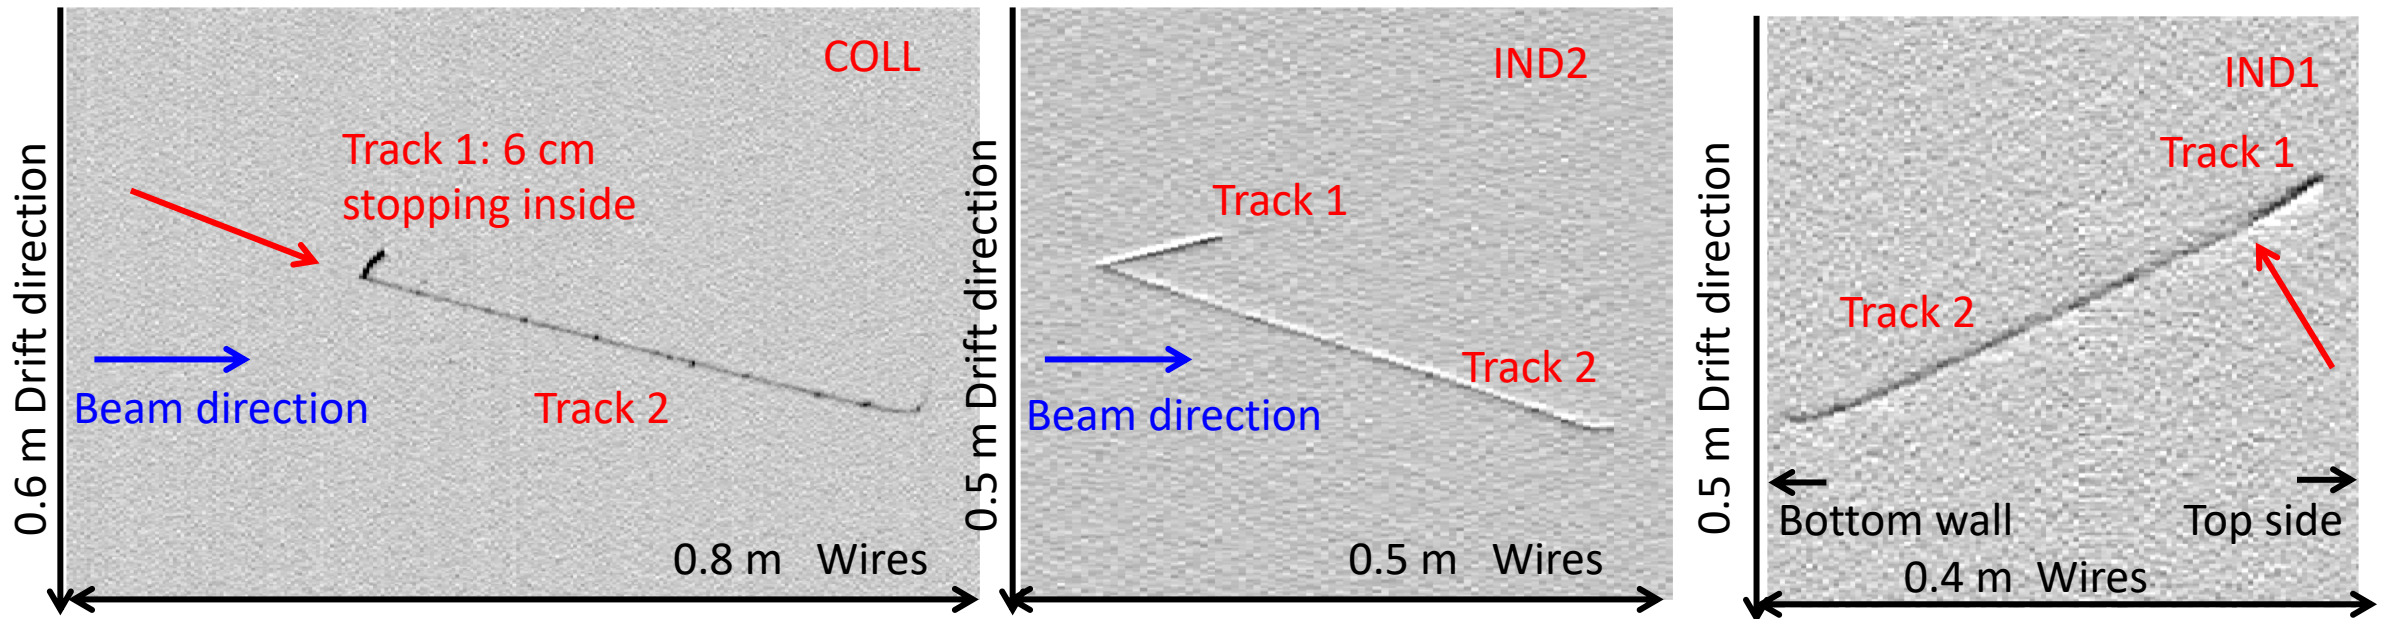 0.6 m Drift direction
COLL
Track 1: 6 cm
stopping inside
Beam direction
Track 2
0.8 m Wires
0.5 m Drift direction
IND2
Track 1
Beam direction
Track 2
0.5 m Wires
0.5 m Drift direction
IND1
Track 1
Track 2
Bottom wall
Top side
0.4 m Wires